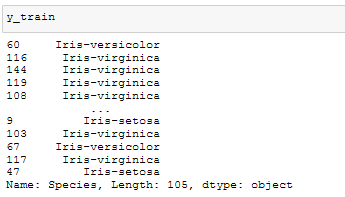 y_train
60     Iris-versicolor
116     Iris-virginica
144     Iris-virginica
119     Iris-virginica
108     Iris-virginica
            ...
9          Iris-setosa
103     Iris-virginica
67     Iris-versicolor
117     Iris-virginica
47         Iris-setosa
Name: Species, Length: 105, dtype: object